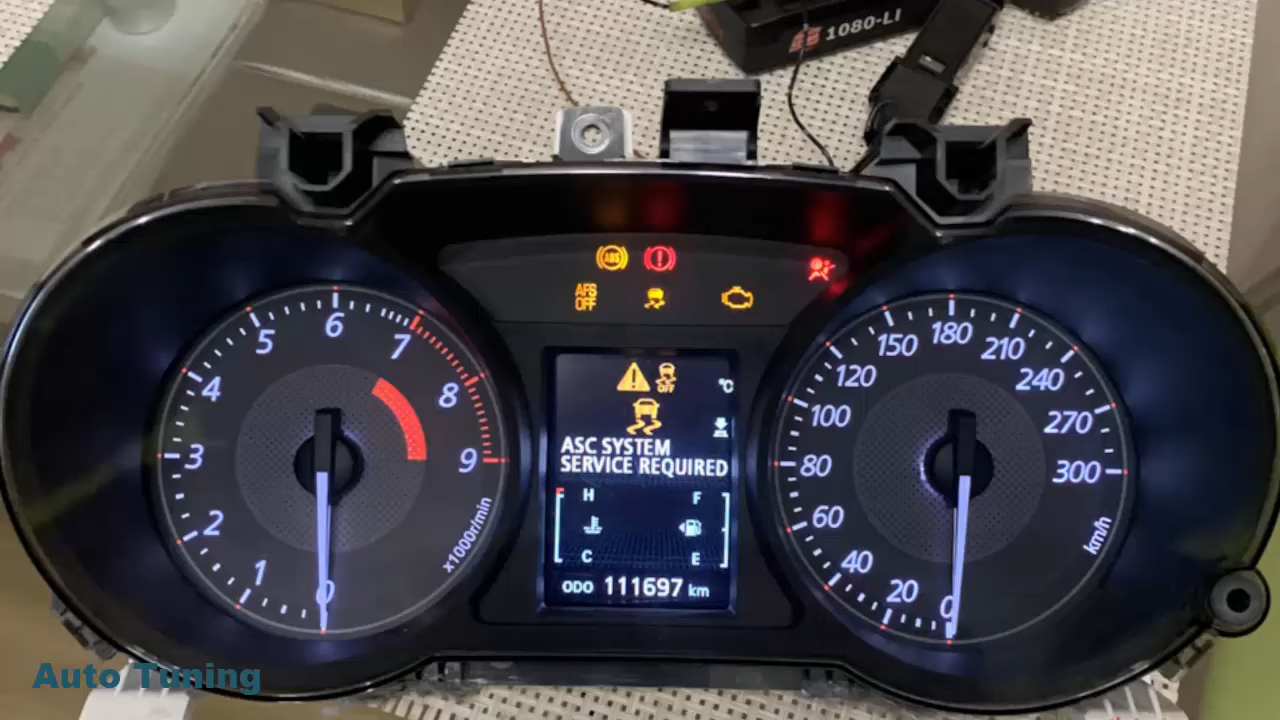 1080-LI
ABS
AFS
OFF
OFF
°C
ASC SYSTEM
SERVICE REQUIRED
H
F
C
E
ODO 111697 km
0
1
2
3
4
5
6
7
8
9
x1000r/min
0
20
40
60
80
100
120
150
180
210
240
270
300
km/h
Auto Tuning